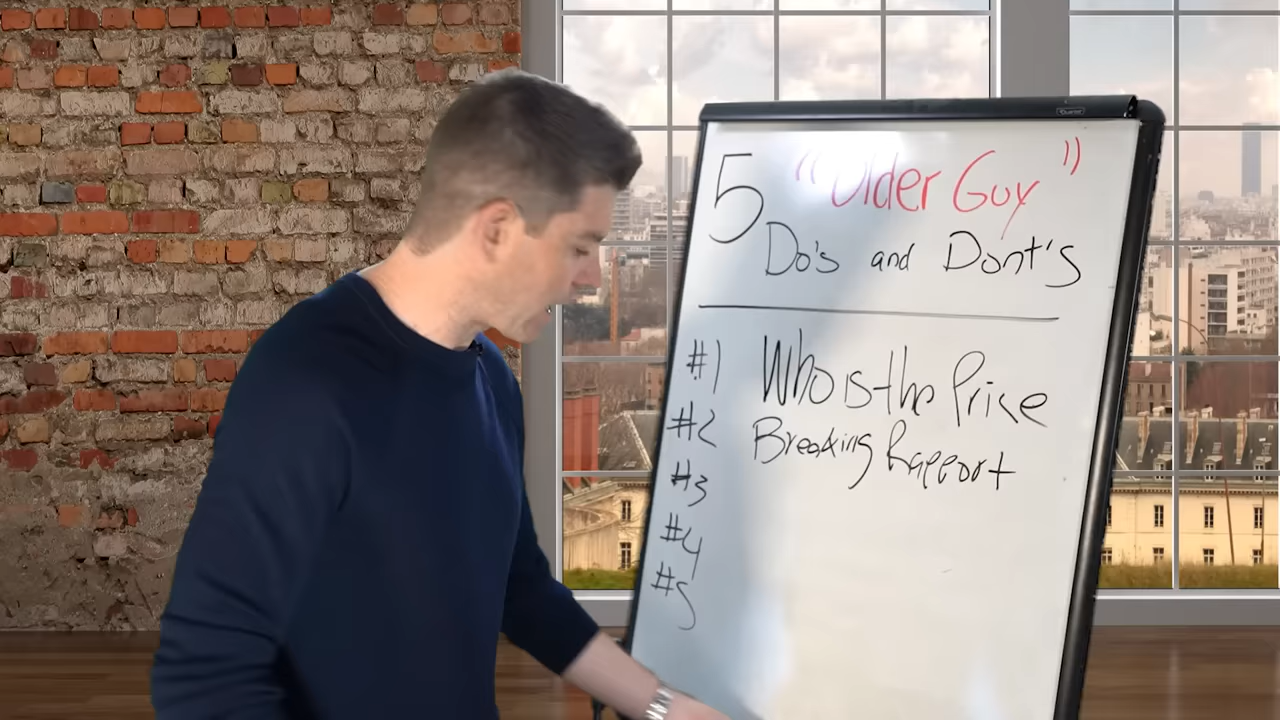 5 "Older Guy"
Do's and Dont's
#1 Who is the Price
#2 Breaking Rapport
#3
#4
#5